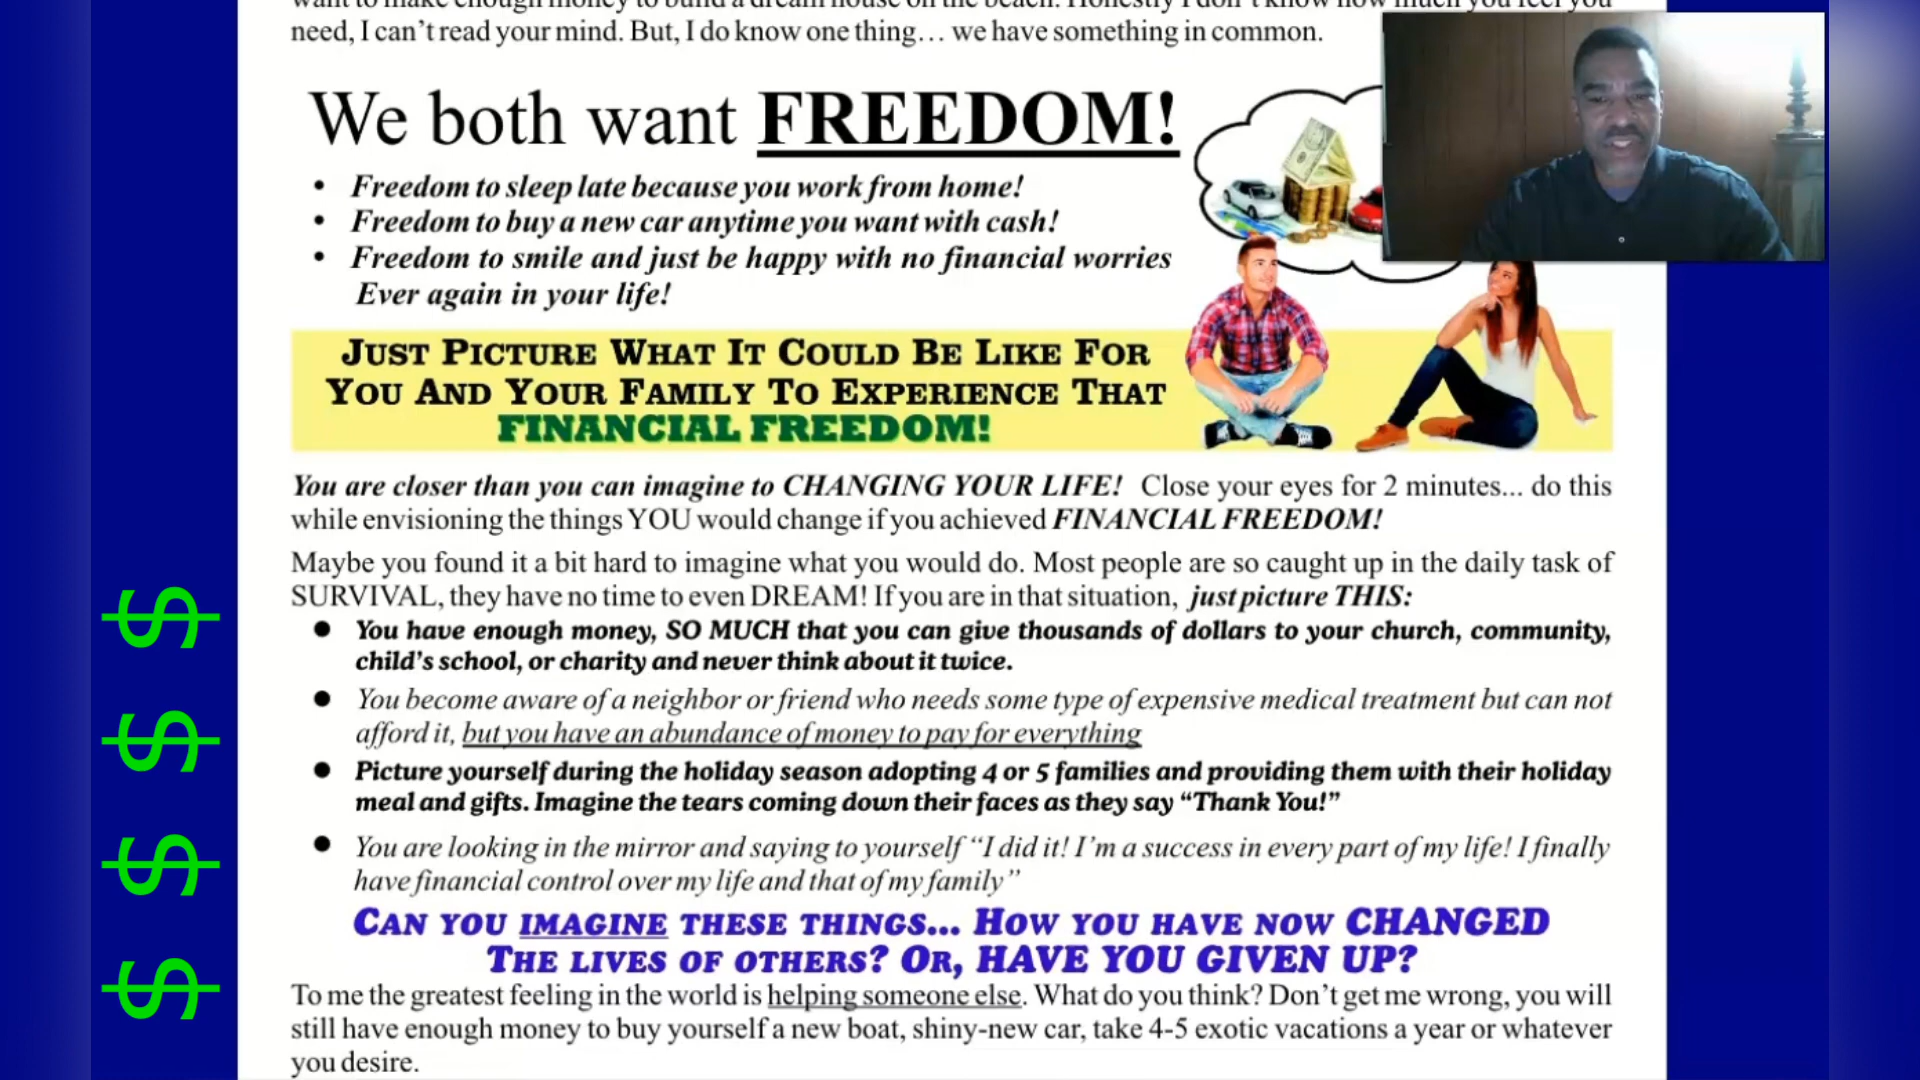 need, I can't read your mind. But, I do know one thing… we have something in common.
We both want FREEDOM!
• Freedom to sleep late because you work from home!
• Freedom to buy a new car anytime you want with cash!
• Freedom to smile and just be happy with no financial worries
Ever again in your life!
JUST PICTURE WHAT IT COULD BE LIKE FOR
YOU AND YOUR FAMILY TO EXPERIENCE THAT
FINANCIAL FREEDOM!
You are closer than you can imagine to CHANGING YOUR LIFE! Close your eyes for 2 minutes... do this
while envisioning the things YOU would change if you achieved FINANCIAL FREEDOM!
Maybe you found it a bit hard to imagine what you would do. Most people are so caught up in the daily task of
SURVIVAL, they have no time to even DREAM! If you are in that situation, just picture THIS:
● You have enough money, SO MUCH that you can give thousands of dollars to your church, community,
child's school, or charity and never think about it twice.
● You become aware of a neighbor or friend who needs some type of expensive medical treatment but can not
afford it, but you have an abundance of money to pay for everything
● Picture yourself during the holiday season adopting 4 or 5 families and providing them with their holiday
meal and gifts. Imagine the tears coming down their faces as they say “Thank You!”
● You are looking in the mirror and saying to yourself “I did it! I'm a success in every part of my life! I finally
have financial control over my life and that of my family”
CAN YOU IMAGINE THESE THINGS... HOW YOU HAVE NOW CHANGED
THE LIVES OF OTHERS? OR, HAVE YOU GIVEN UP?
To me the greatest feeling in the world is helping someone else. What do you think? Don't get me wrong, you will
still have enough money to buy yourself a new boat, shiny-new car, take 4-5 exotic vacations a year or whatever
you desire.
$
$
$
$